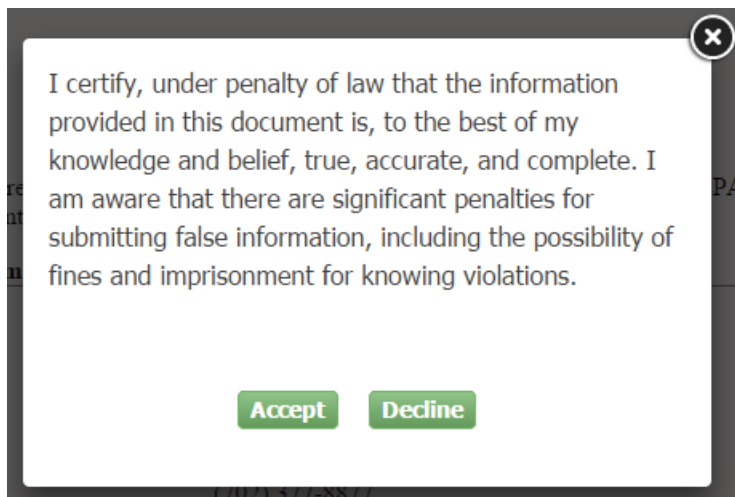 I certify, under penalty of law that the information
provided in this document is, to the best of my
knowledge and belief, true, accurate, and complete. I
am aware that there are significant penalties for
submitting false information, including the possibility of
fines and imprisonment for knowing violations.
Accept Decline